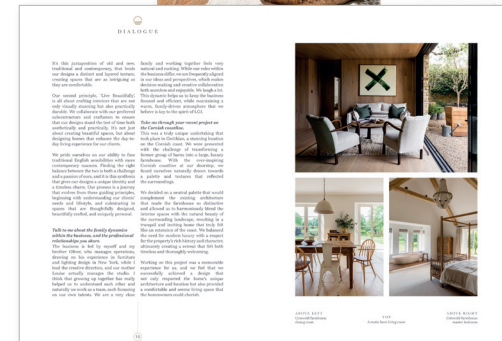 DIALOGUE
It's this juxtaposition of old and new,
traditional and contemporary, that lends
our designs a distinct and layered texture,
creating spaces that are as intriguing as
they are comfortable.
Our second principle, 'Live Beautifully',
is all about crafting interiors that are not
only visually stunning but also practically
durable. We collaborate with our preferred
subcontractors and craftsmen to ensure
that our designs stand the test of time both
aesthetically and practically. It's not just
about creating beautiful spaces, but about
designing homes that enhance the day-to-
day living experience for our clients.
We pride ourselves on our ability to fuse
traditional English sensibilities with more
contemporary nuances. Finding the right
balance between the two is both a challenge
and a passion of ours, and it is this synthesis
that gives our designs a unique identity and
a timeless charm. Our process is a journey
that evolves from these guiding principles,
beginning with understanding our clients'
needs and lifestyle, and culminating in
spaces that are thoughtfully designed,
beautifully crafted, and uniquely personal.
Talk to me about the family dynamics
within the business, and the professional
relationships you share.
The business is led by myself and my
brother Oliver, who manages operations,
drawing on his experience in furniture
and lighting design in New York, while I
lead the creative direction, and our mother
Louise actually manages the studio. I
think that growing up together has really
helped us to understand each other and
naturally we work as a team, each focusing
on our own talents. We are a very close
family and working together feels very
natural and exciting. While our roles within
the business differ, we are frequently aligned
in our ideas and perspectives, which makes
decision-making and creative collaboration
both seamless and enjoyable. We laugh a lot.
This dynamic helps us to keep the business
focused and efficient, while maintaining a
warm, family-driven atmosphere that we
believe is key to the spirit of LGI.
Take me through your recent project on
the Cornish coastline.
This was a truly unique undertaking that
took place in
on the Cornish coast. We were presented
with the challenge of transforming a
former group of barns into a large, luxury
farmhouse. With the awe-inspiring
Cornish coastline at our doorstep, we
found ourselves naturally drawn towards
a palette and textures that reflected
the surroundings.
We decided on a neutral palette that would
complement the existing architecture
that made the farmhouse so distinctive
and allowed us to harmoniously blend the
interior spaces with the natural beauty of
the surrounding landscape, resulting in a
tranquil and inviting home that truly felt
like an extension of the coast. We balanced
the need for modern luxury with a respect
for the property's rich history and character,
ultimately creating a retreat that felt both
timeless and thoroughly welcoming.
Working on this project was a memorable
experience for us, and we feel that we
successfully achieved a design that
not only respected the home's unique
architecture and location but also provided
a comfortable and serene living space that
the homeowners could cherish.
ABOVE LEFT
dining room
TOP
living room
ABOVE RIGHT
master bedroom